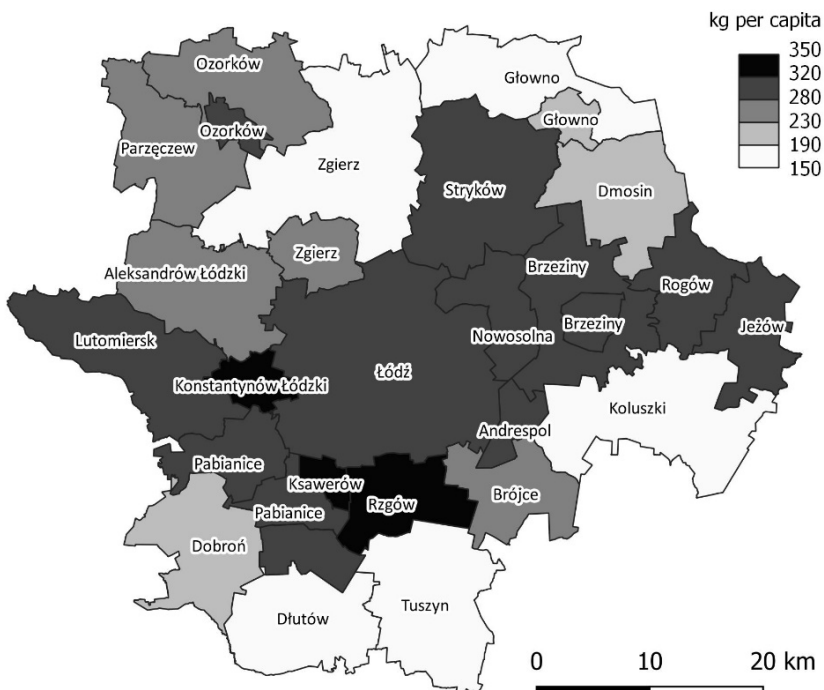 kg per capita
350
320
280
230
190
150
Ozorków
Głowno
Głowno
Ozorków
Parzęczew
Zgierz
Stryków
Dmosin
Zgierz
Aleksandrów Łódzki
Brzeziny
Rogów
Lutomiersk
Nowosolna
Brzeziny
Jeżów
Konstantynów Łódzki
Łódź
Koluszki
Andrespol
Pabianice
Ksawerów
Rzgów
Brójce
Pabianice
Dobroń
Tuszyn
Dłutów
0 10 20 km